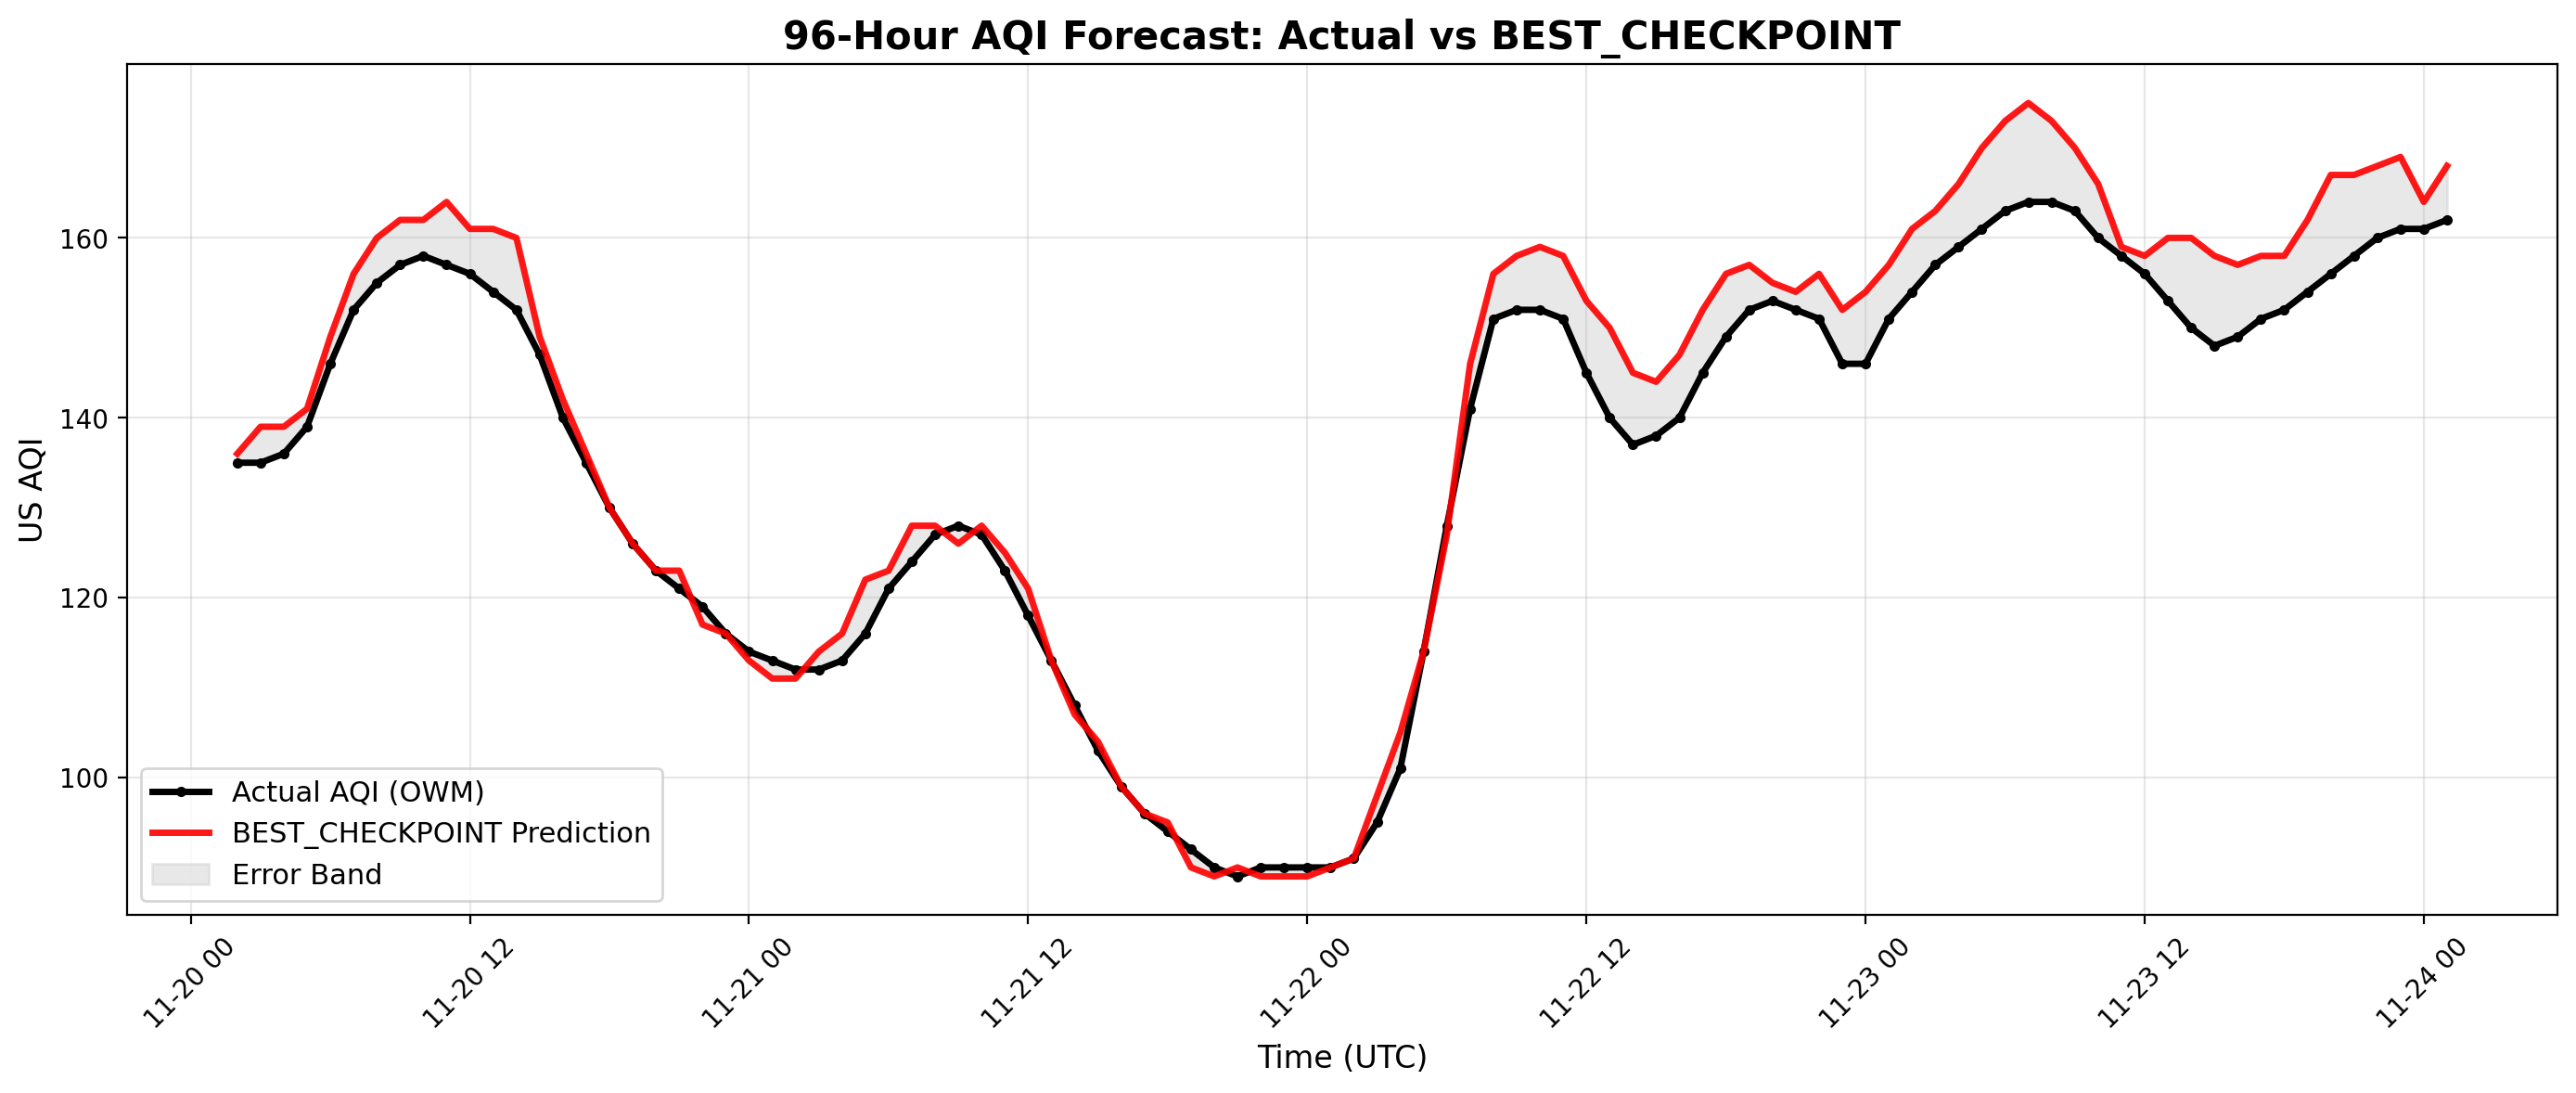 96-Hour AQI Forecast: Actual vs BEST_CHECKPOINT
US AQI
160
140
120
100
Actual AQI (OWM)
BEST_CHECKPOINT Prediction
Error Band
11-20 00
11-20 12
11-21 00
11-21 12
11-22 00
11-22 12
11-23 00
11-23 12
11-24 00
Time (UTC)